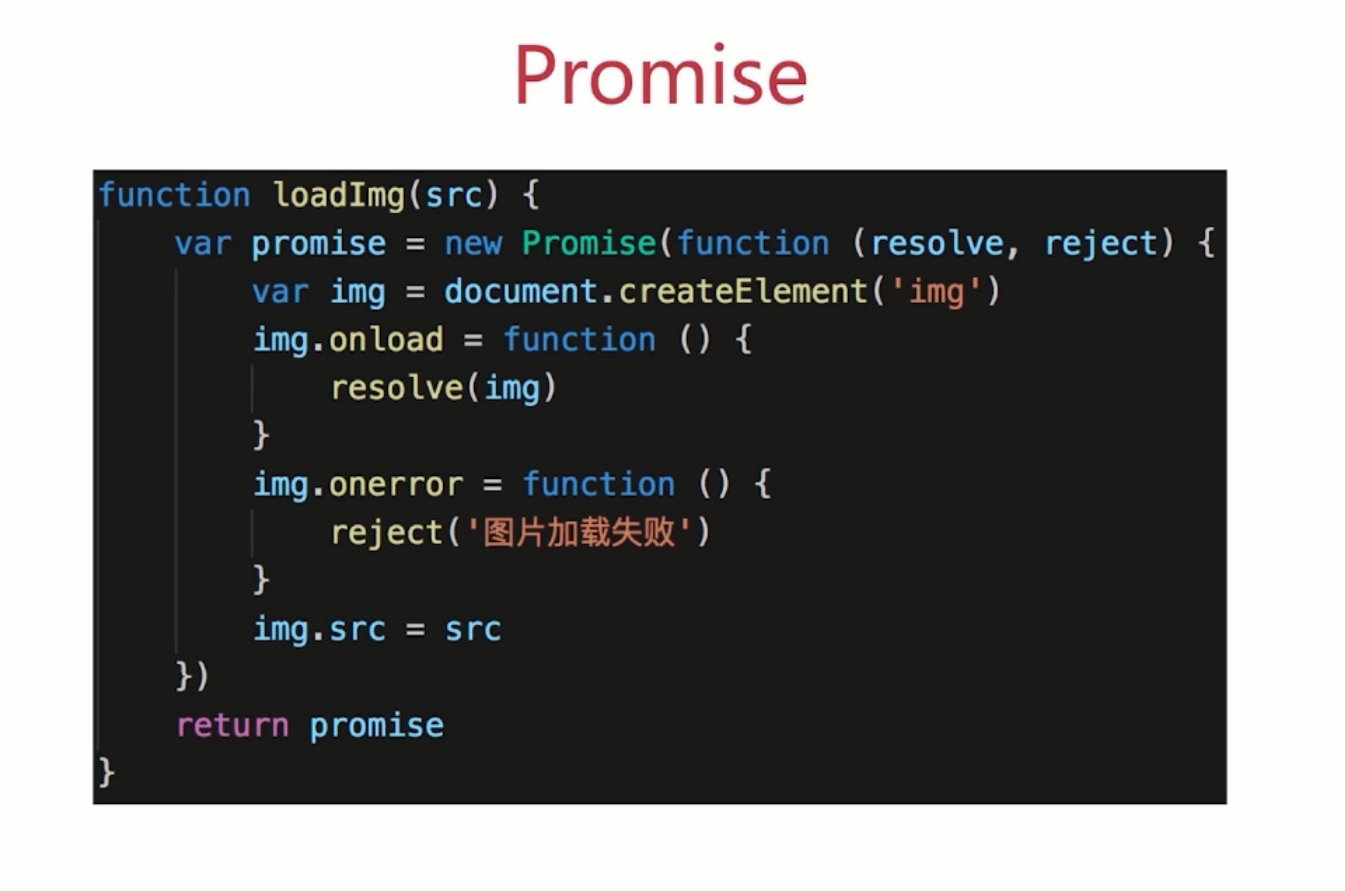 Promise
function loadImg(src) {
    var promise = new Promise(function (resolve, reject) {
        var img = document.createElement('img')
        img.onload = function () {
            resolve(img)
        }
        img.onerror = function () {
            reject('图片加载失败')
        }
        img.src = src
    })
    return promise
}